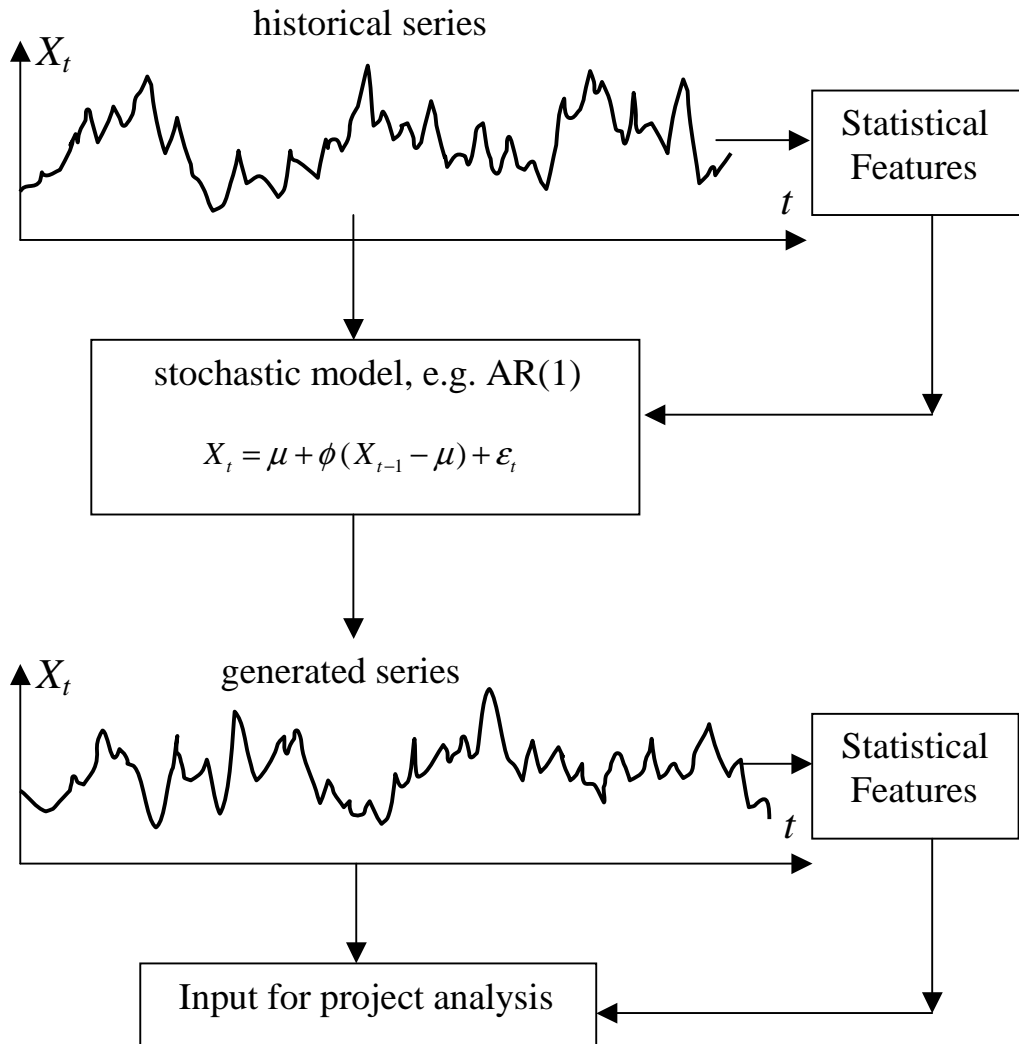 historical series
X_t
Statistical
Features
t
stochastic model, e.g. AR(1)
X_t = μ + ϕ (X_{t−1} − μ) + ε_t
generated series
X_t
Statistical
Features
t
Input for project analysis